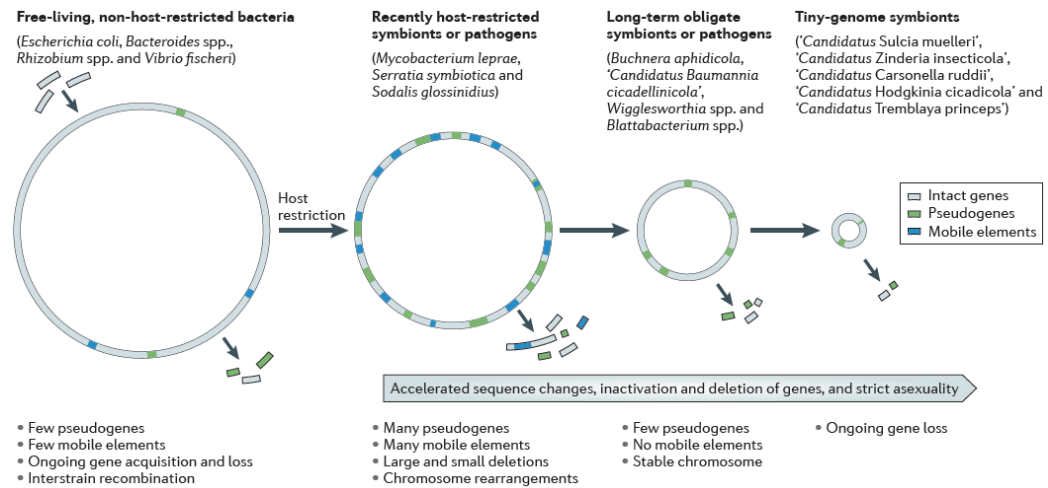 Free-living, non-host-restricted bacteria
(Escherichia coli, Bacteroides spp.,
Rhizobium spp. and Vibrio fischeri)
Recently host-restricted
symbionts or pathogens
(Mycobacterium leprae,
Serratia symbiotica and
Sodalis glossinidius)
Long-term obligate
symbionts or pathogens
(Buchnera aphidicola,
‘Candidatus Baumannia
cicadellinicola’,
Wigglesworthia spp. and
Blattabacterium spp.)
Tiny-genome symbionts
(‘Candidatus Sulcia muelleri’,
‘Candidatus Zinderia insecticola’,
‘Candidatus Carsonella ruddii’,
‘Candidatus Hodgkinia cicadicola’ and
‘Candidatus Tremblaya princeps’)
Host
restriction
Intact genes
Pseudogenes
Mobile elements
Accelerated sequence changes, inactivation and deletion of genes, and strict asexuality
• Few pseudogenes
• Few mobile elements
• Ongoing gene acquisition and loss
• Interstrain recombination
• Many pseudogenes
• Many mobile elements
• Large and small deletions
• Chromosome rearrangements
• Few pseudogenes
• No mobile elements
• Stable chromosome
• Ongoing gene loss